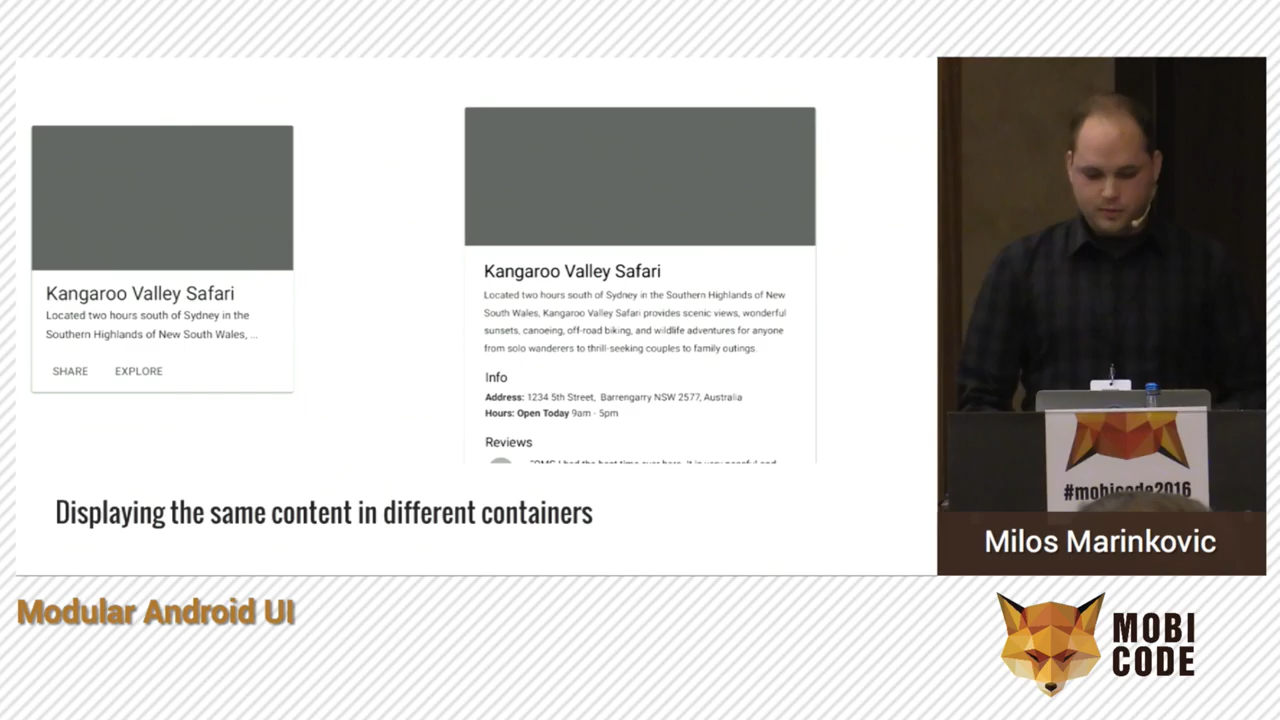 Kangaroo Valley Safari
Located two hours south of Sydney in the
Southern Highlands of New South Wales, ...
SHARE EXPLORE
Kangaroo Valley Safari
Located two hours south of Sydney in the Southern Highlands of New
South Wales, Kangaroo Valley Safari provides scenic views, wonderful
sunsets, canoeing, off-road biking, and wildlife adventures for anyone
from solo wanderers to thrill-seeking couples to family outings.
Info
Address: 1234 5th Street, Barrengarry NSW 2577, Australia
Hours: Open Today 9am - 5pm
Reviews
Displaying the same content in different containers
#mobicode2016
Milos Marinkovic
Modular Android UI
MOBI
CODE